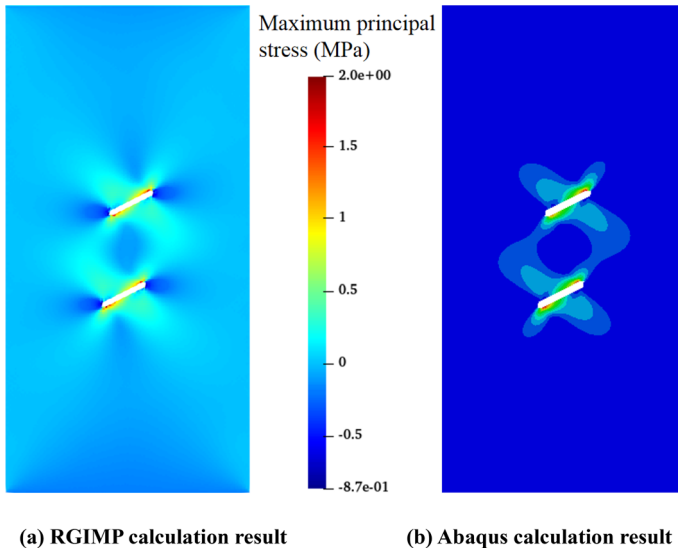 Maximum principal
stress (MPa)
2.0e+00
1.5
1
0.5
0
-0.5
-8.7e-01
(a) RGIMP calculation result
(b) Abaqus calculation result